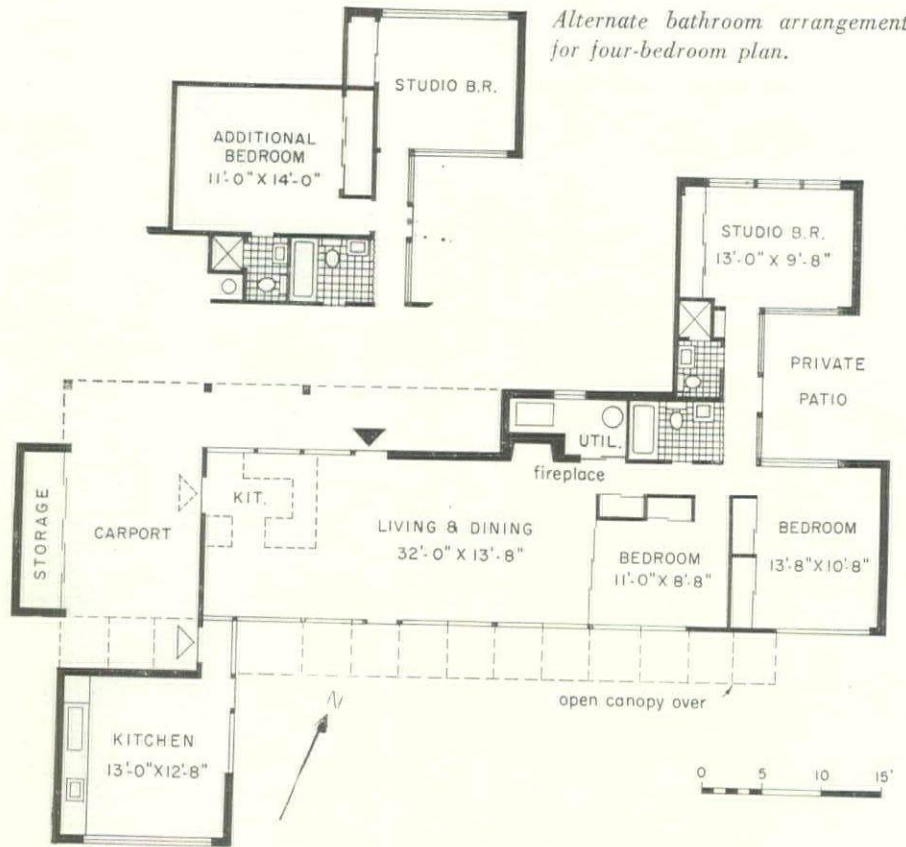 Alternate bathroom arrangement
for four-bedroom plan.
STUDIO B.R.
ADDITIONAL
BEDROOM
11'-0" X 14'-0"
STUDIO B.R.
13'-0" X 9'-8"
PRIVATE
PATIO
UTIL.
fireplace
STORAGE
CARPORT
KIT.
LIVING & DINING
32'-0" X 13'-8"
BEDROOM
11'-0" X 8'-8"
BEDROOM
13'-8" X 10'-8"
open canopy over
N
KITCHEN
13'-0" X 12'-8"
0 5 10 15'